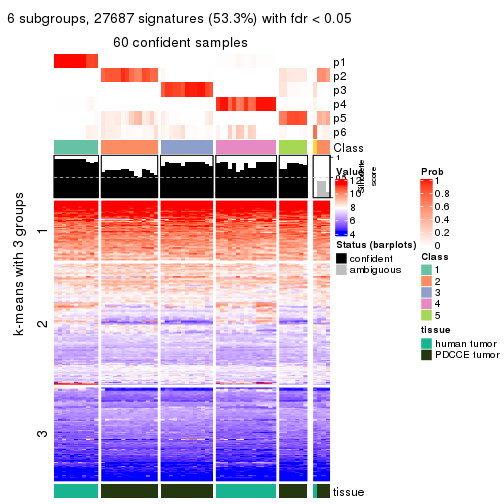 6 subgroups, 27687 signatures (53.3%) with fdr < 0.05
60 confident samples
p1
p2
p3
p4
p5
p6
Class
1
Silhouette
score
k-means with 3 groups
1
2
3
tissue
Value
12
10
8
6
4
Status (barplots)
confident
ambiguous
Prob
1
0.8
0.6
0.4
0.2
0
Class
1
2
3
4
5
tissue
human tumor
PDCCE tumor